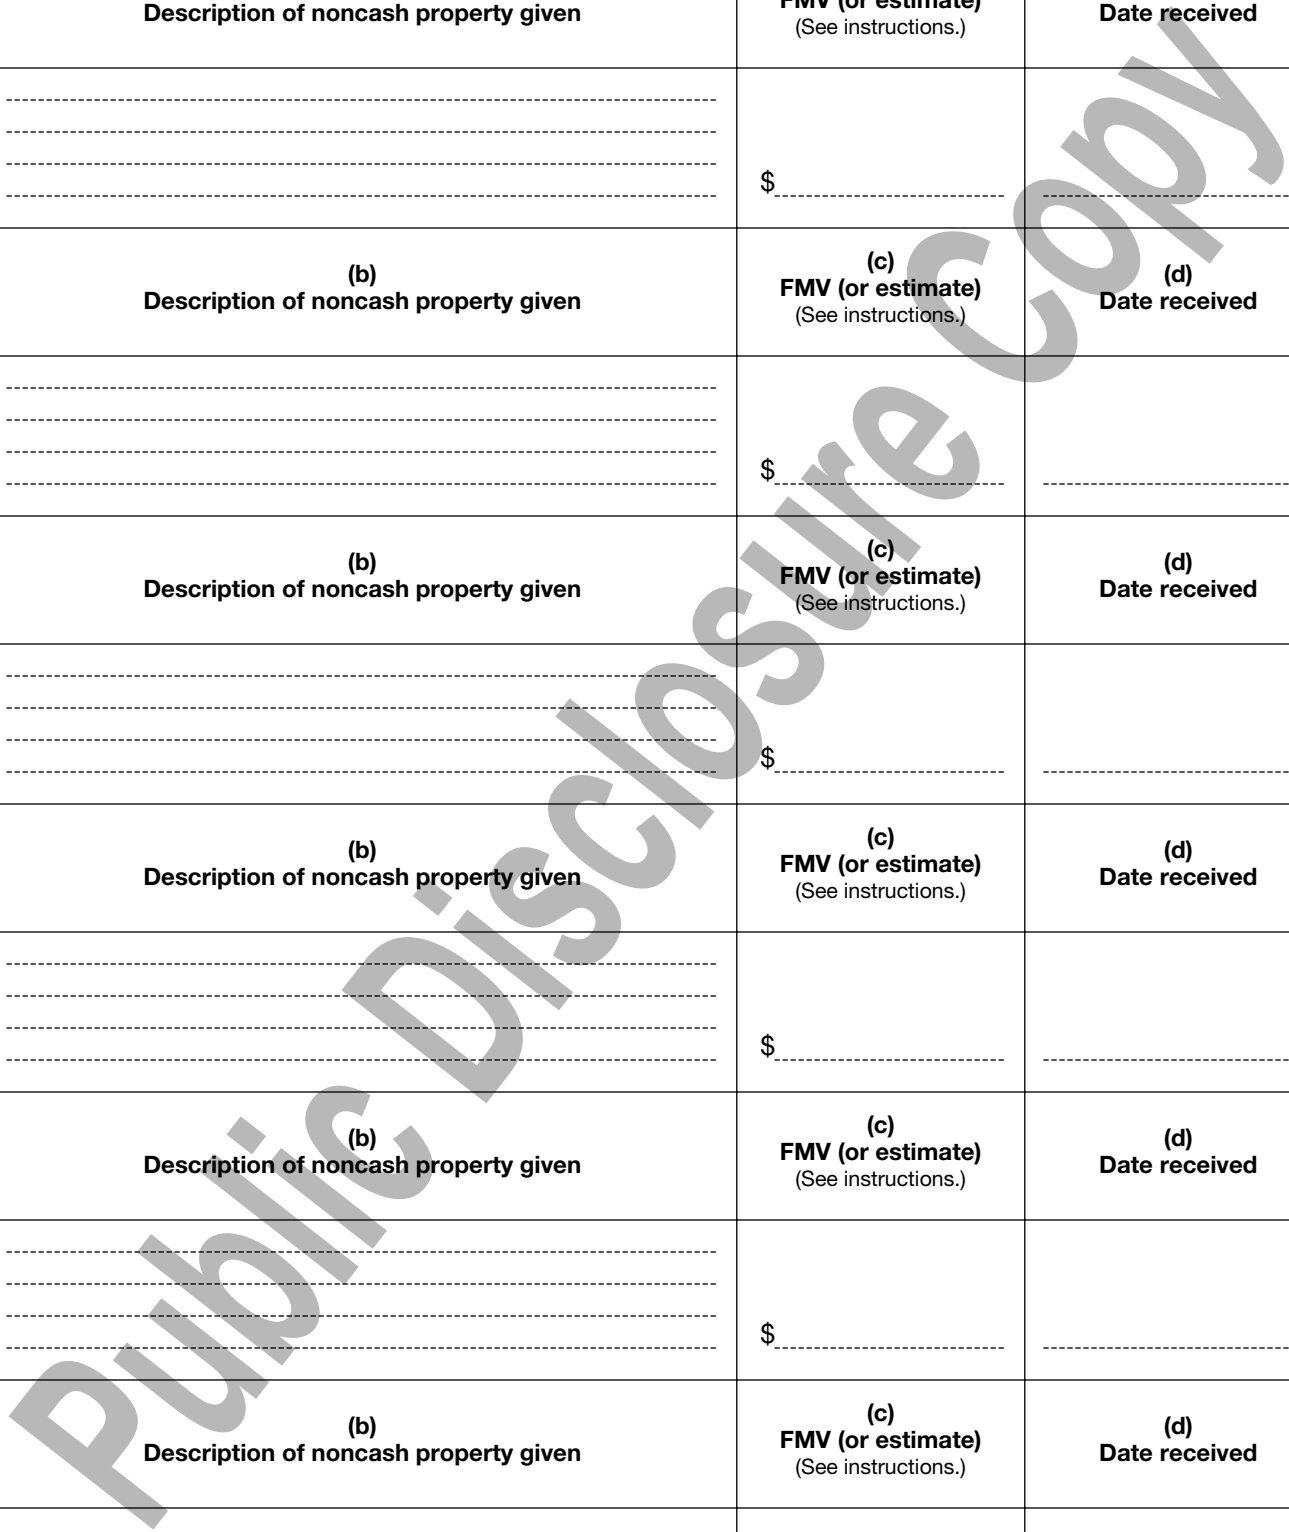 Description of noncash property given
FMV (or estimate)
(See instructions.)
Date received
$
(b)
Description of noncash property given
(c)
FMV (or estimate)
(See instructions.)
(d)
Date received
$
(b)
Description of noncash property given
(c)
FMV (or estimate)
(See instructions.)
(d)
Date received
$
(b)
Description of noncash property given
(c)
FMV (or estimate)
(See instructions.)
(d)
Date received
$
(b)
Description of noncash property given
(c)
FMV (or estimate)
(See instructions.)
(d)
Date received
$
(b)
Description of noncash property given
(c)
FMV (or estimate)
(See instructions.)
(d)
Date received
Public Disclosure Copy